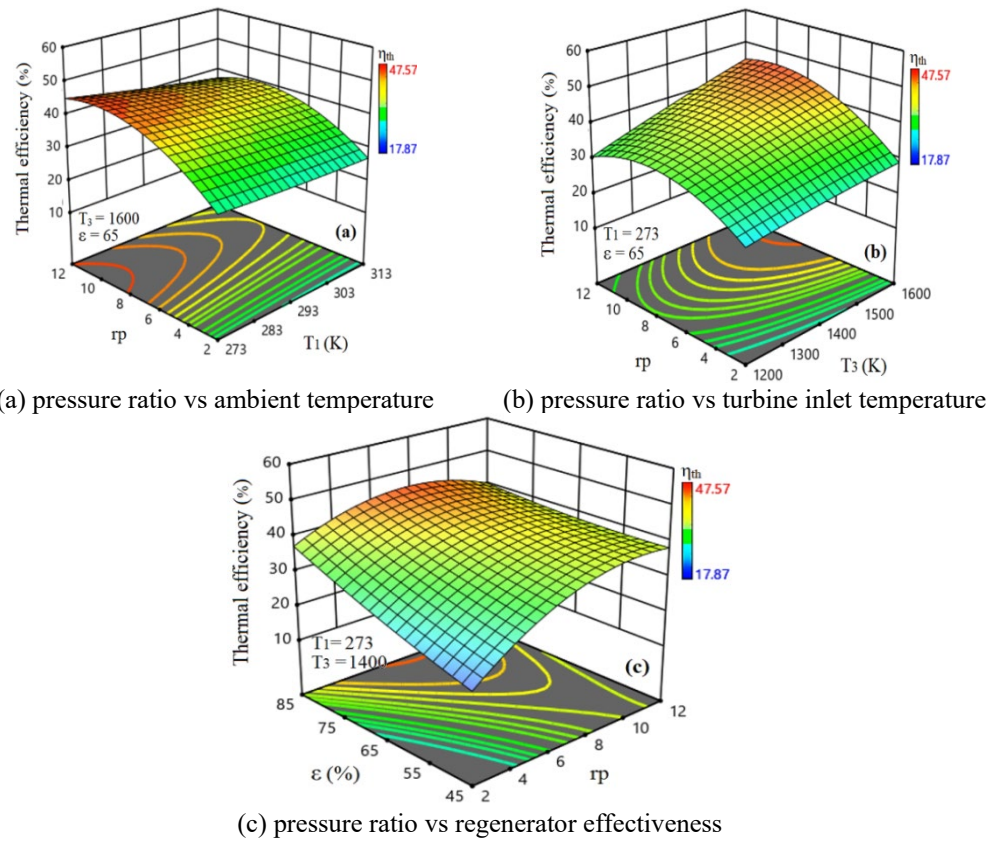 Thermal efficiency (%)
60
50
40
30
20
10
ηth
47.57
17.87
T3 = 1600
ε = 65
(a)
12
10
8
6
4
2
rp
273
283
293
303
313
T1 (K)
Thermal efficiency (%)
60
50
40
30
20
10
ηth
47.57
17.87
T1 = 273
ε = 65
(b)
12
10
8
6
4
2
rp
1200
1300
1400
1500
1600
T3 (K)
(a) pressure ratio vs ambient temperature
(b) pressure ratio vs turbine inlet temperature
Thermal efficiency (%)
60
50
40
30
20
10
ηth
47.57
17.87
T1= 273
T3 =1400
(c)
85
75
65
55
45
ε (%)
2
4
6
8
10
12
rp
(c) pressure ratio vs regenerator effectiveness